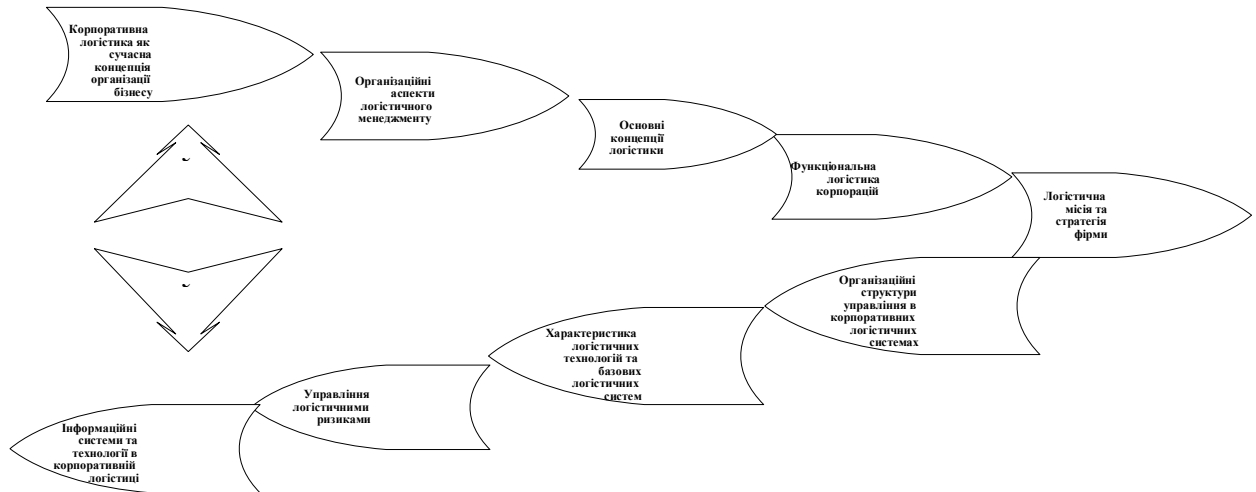 Корпоративна
логістика як
сучасна
концепція
організації
бізнесу
Організаційні
аспекти
логістичного
менеджменту
Основні
концепції
логістики
Функціональна
логістика
корпорацій
Логістична
місія та
стратегія
фірми
Організаційні
структури
управління в
корпоративних
логістичних
системах
Характеристика
логістичних
технологій та
базових
логістичних
систем
Управління
логістичними
ризиками
Інформаційні
системи та
технології в
корпоративній
логістиці